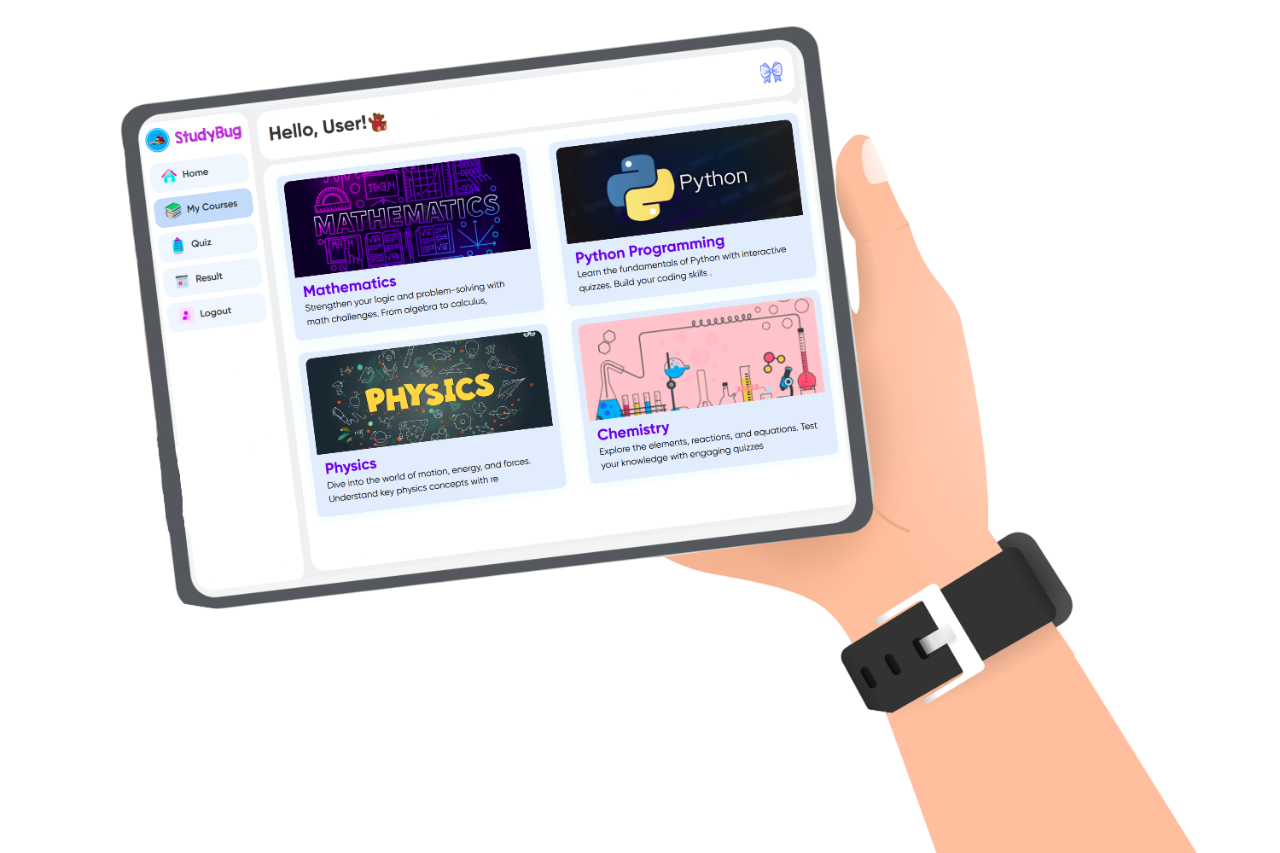 StudyBug
Home
My Courses
Quiz
Result
Logout
Hello, User!
MATHEMATICS
MATH
Mathematics
Strengthen your logic and problem-solving with
math challenges. From algebra to calculus,
Python
Python Programming
Learn the fundamentals of Python with interactive
quizzes. Build your coding skills .
PHYSICS
Physics
Dive into the world of motion, energy, and forces.
Understand key physics concepts with re
Chemistry
Explore the elements, reactions, and equations. Test
your knowledge with engaging quizzes